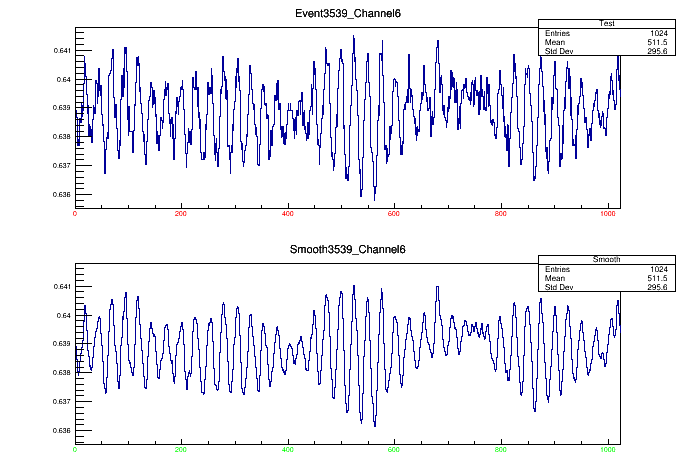 Event3539_Channel6
Test
Entries 1024
Mean 511.5
Std Dev 295.6
0.641
0.64
0.639
0.638
0.637
0.636
0 200 400 600 800 1000
Smooth3539_Channel6
Smooth
Entries 1024
Mean 511.5
Std Dev 295.6
0.641
0.64
0.639
0.638
0.637
0.636
0 200 400 600 800 1000